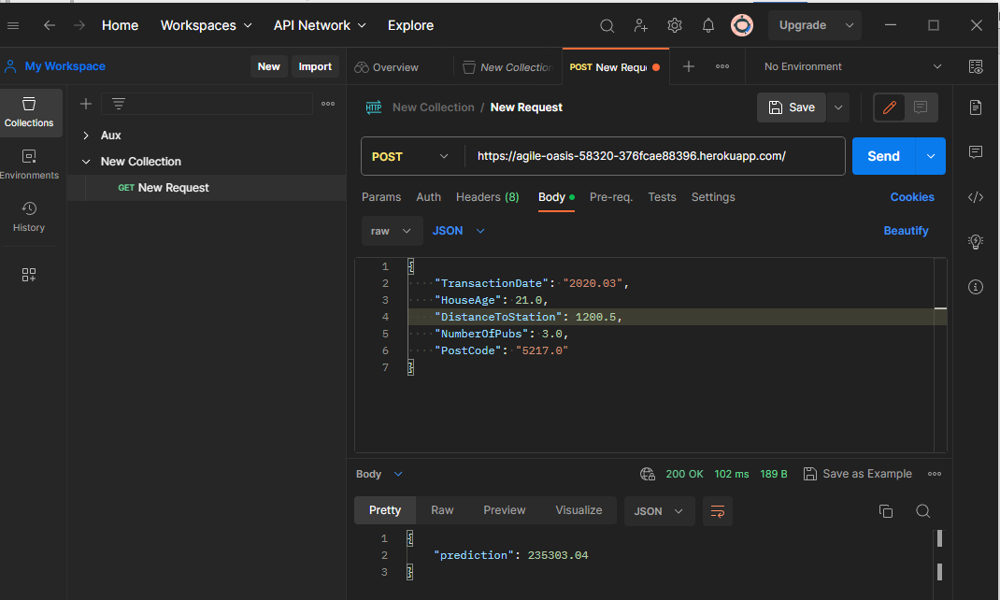 Home Workspaces API Network Explore Upgrade
My Workspace New Import Overview New Collection POST New Requ No Environment
Collections
Environments
History
Aux
New Collection
GET New Request
HTTP New Collection / New Request Save
POST https://agile-oasis-58320-376fcae88396.herokuapp.com/ Send
Params Auth Headers (8) Body Pre-req. Tests Settings Cookies
raw JSON Beautify
1 {
2 "TransactionDate": "2020.03",
3 "HouseAge": 21.0,
4 "DistanceToStation": 1200.5,
5 "NumberOfPubs": 3.0,
6 "PostCode": "5217.0"
7 }
Body 200 OK 102 ms 189 B Save as Example
Pretty Raw Preview Visualize JSON
1 {
2 "prediction": 235303.04
3 }